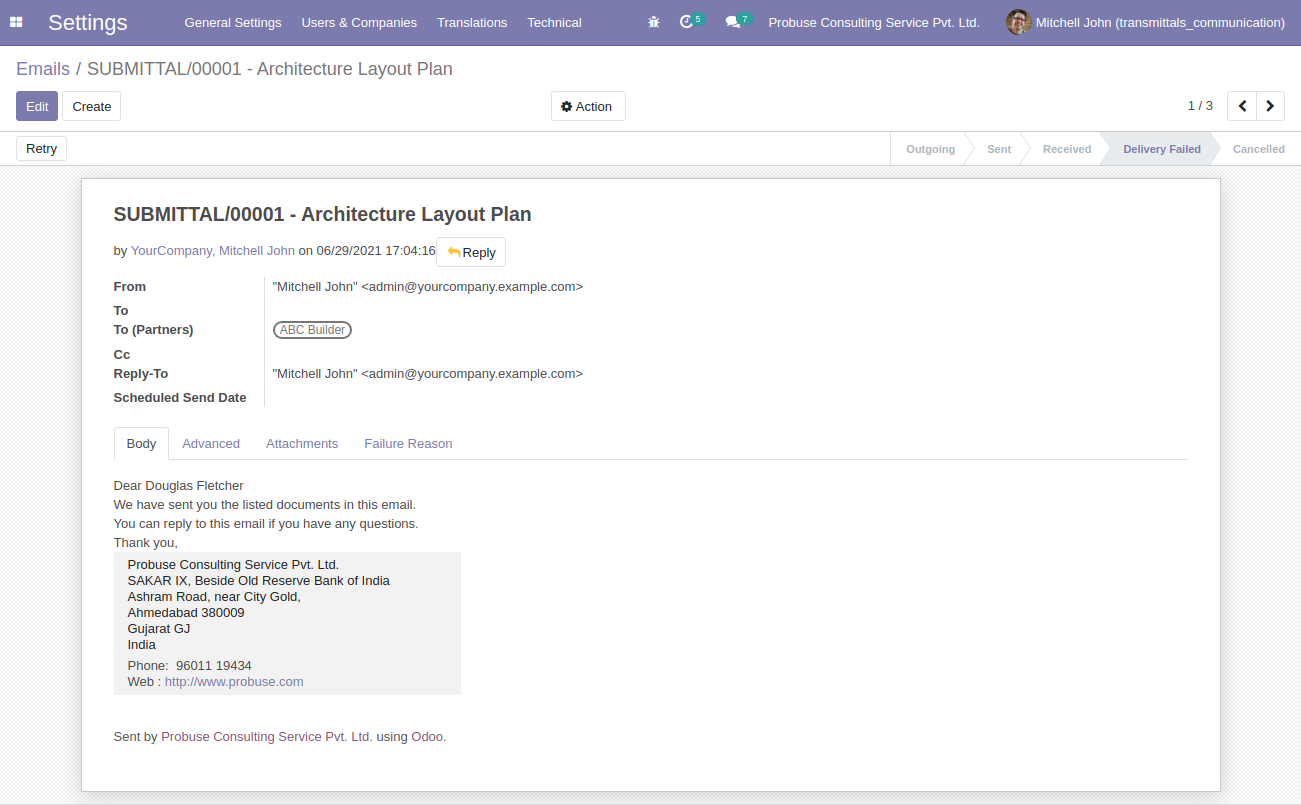 Settings General Settings Users & Companies Translations Technical 5 7 Probuse Consulting Service Pvt. Ltd. Mitchell John (transmittals_communication)
Emails / SUBMITTAL/00001 - Architecture Layout Plan
Edit Create Action 1 / 3
Retry Outgoing Sent Received Delivery Failed Cancelled
SUBMITTAL/00001 - Architecture Layout Plan
by YourCompany, Mitchell John on 06/29/2021 17:04:16 Reply
From "Mitchell John" <admin@yourcompany.example.com>
To
To (Partners) ABC Builder
Cc
Reply-To "Mitchell John" <admin@yourcompany.example.com>
Scheduled Send Date
Body Advanced Attachments Failure Reason
Dear Douglas Fletcher
We have sent you the listed documents in this email.
You can reply to this email if you have any questions.
Thank you,
Probuse Consulting Service Pvt. Ltd.
SAKAR IX, Beside Old Reserve Bank of India
Ashram Road, near City Gold,
Ahmedabad 380009
Gujarat GJ
India
Phone: 96011 19434
Web : http://www.probuse.com
Sent by Probuse Consulting Service Pvt. Ltd. using Odoo.